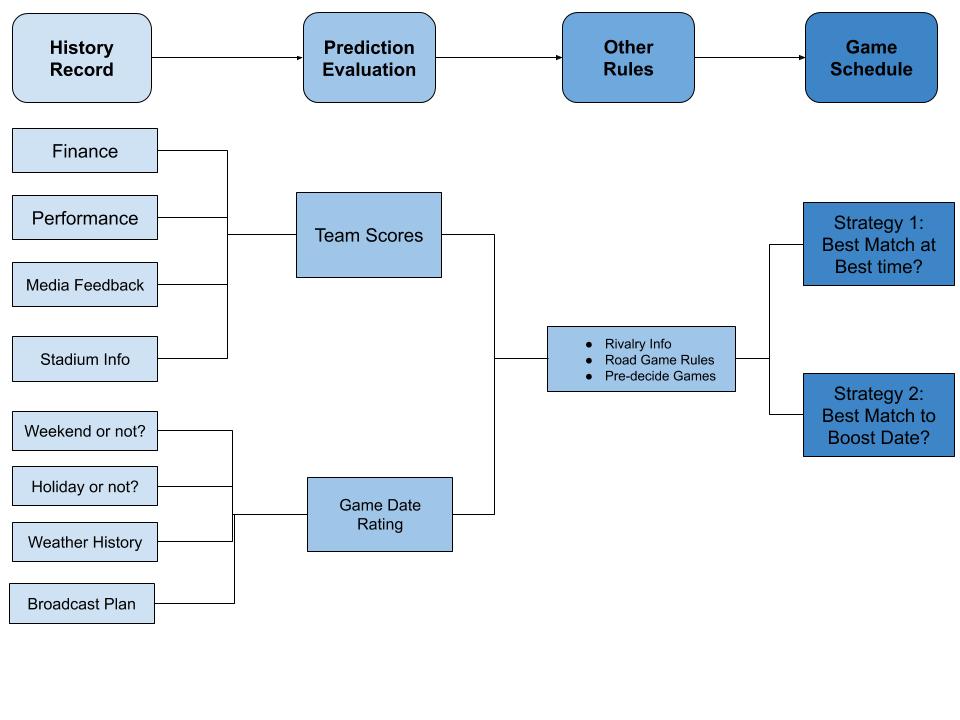 History
Record
Prediction
Evaluation
Other
Rules
Game
Schedule
Finance
Performance
Media Feedback
Stadium Info
Weekend or not?
Holiday or not?
Weather History
Broadcast Plan
Team Scores
Game Date
Rating
● Rivalry Info
● Road Game Rules
● Pre-decide Games
Strategy 1:
Best Match at
Best time?
Strategy 2:
Best Match to
Boost Date?